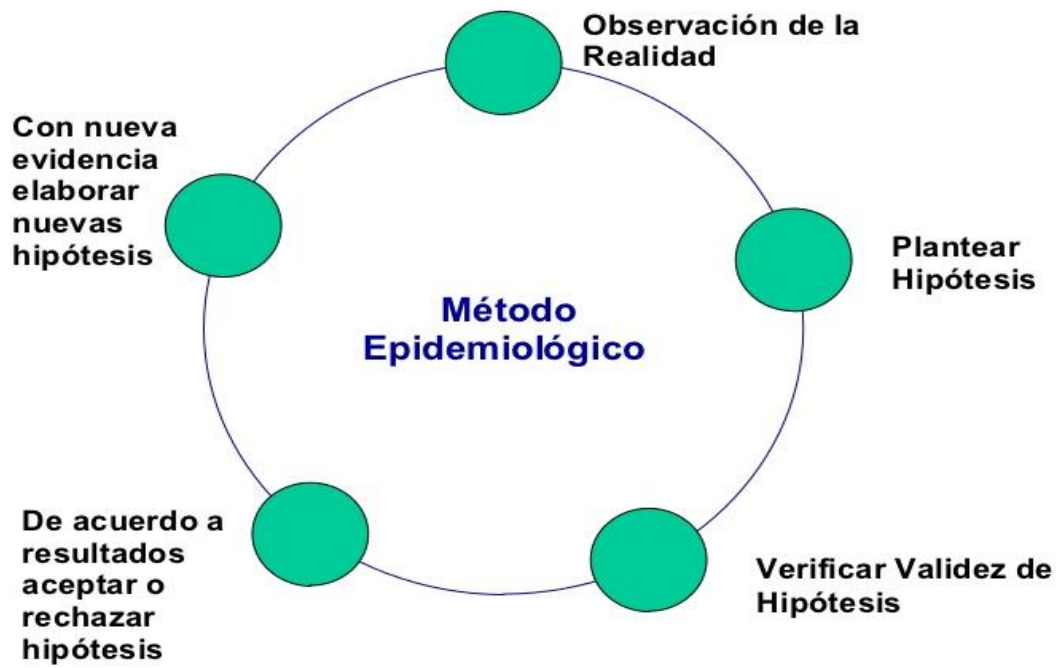 Observación de la
Realidad
Plantear
Hipótesis
Verificar Validez de
Hipótesis
De acuerdo a
resultados
aceptar o
rechazar
hipótesis
Con nueva
evidencia
elaborar
nuevas
hipótesis
Método
Epidemiológico